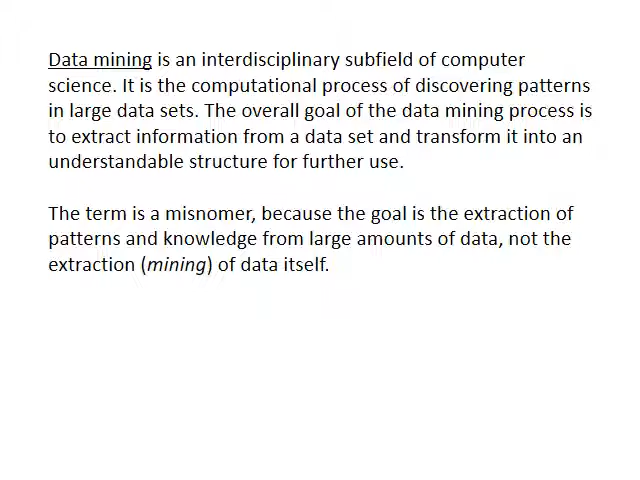 Data mining is an interdisciplinary subfield of computer
science. It is the computational process of discovering patterns
in large data sets. The overall goal of the data mining process is
to extract information from a data set and transform it into an
understandable structure for further use.
The term is a misnomer, because the goal is the extraction of
patterns and knowledge from large amounts of data, not the
extraction (mining) of data itself.